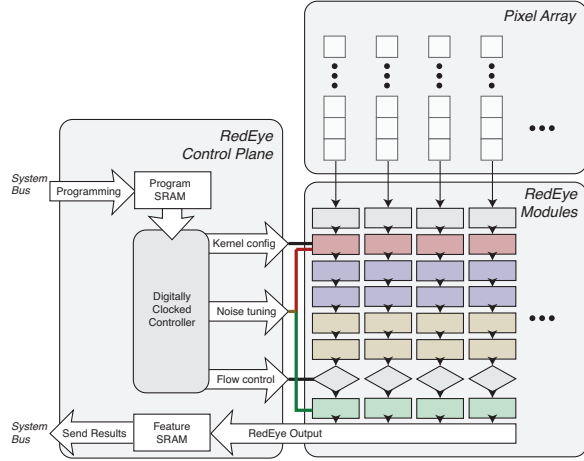 Pixel Array
RedEye
Control Plane
System
Bus
Programming
Program
SRAM
RedEye
Modules
Kernel config
Digitally
Clocked
Controller
Noise tuning
Flow control
System
Bus
Send Results
Feature
SRAM
RedEye Output